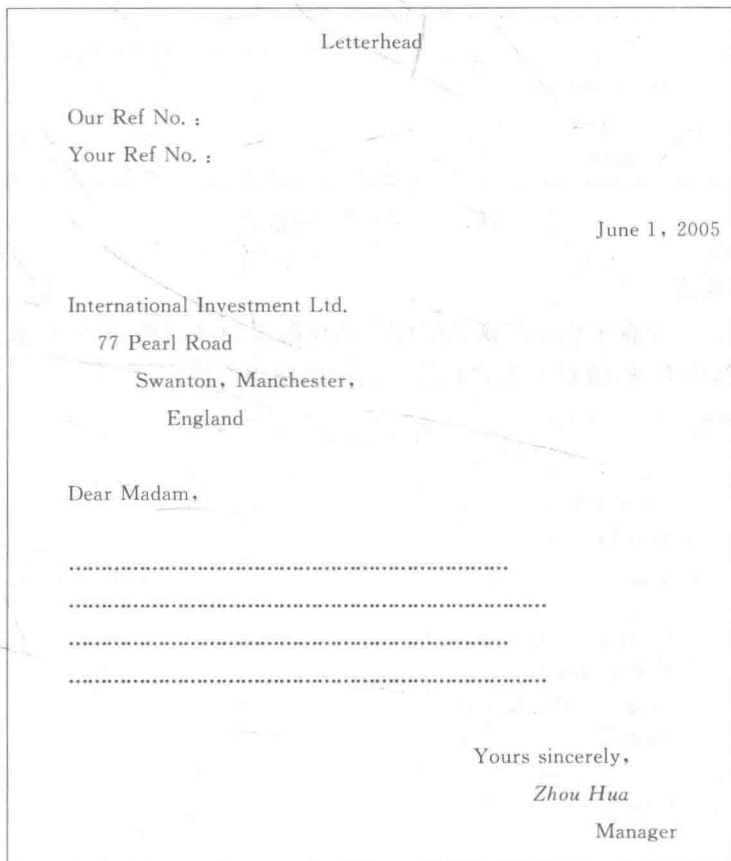 Letterhead
Our Ref No. :
Your Ref No. :
June 1, 2005
International Investment Ltd.
77 Pearl Road
Swanton, Manchester,
England
Dear Madam,
........................................................................
..............................................................................
........................................................................
..............................................................................
Yours sincerely,
Zhou Hua
Manager